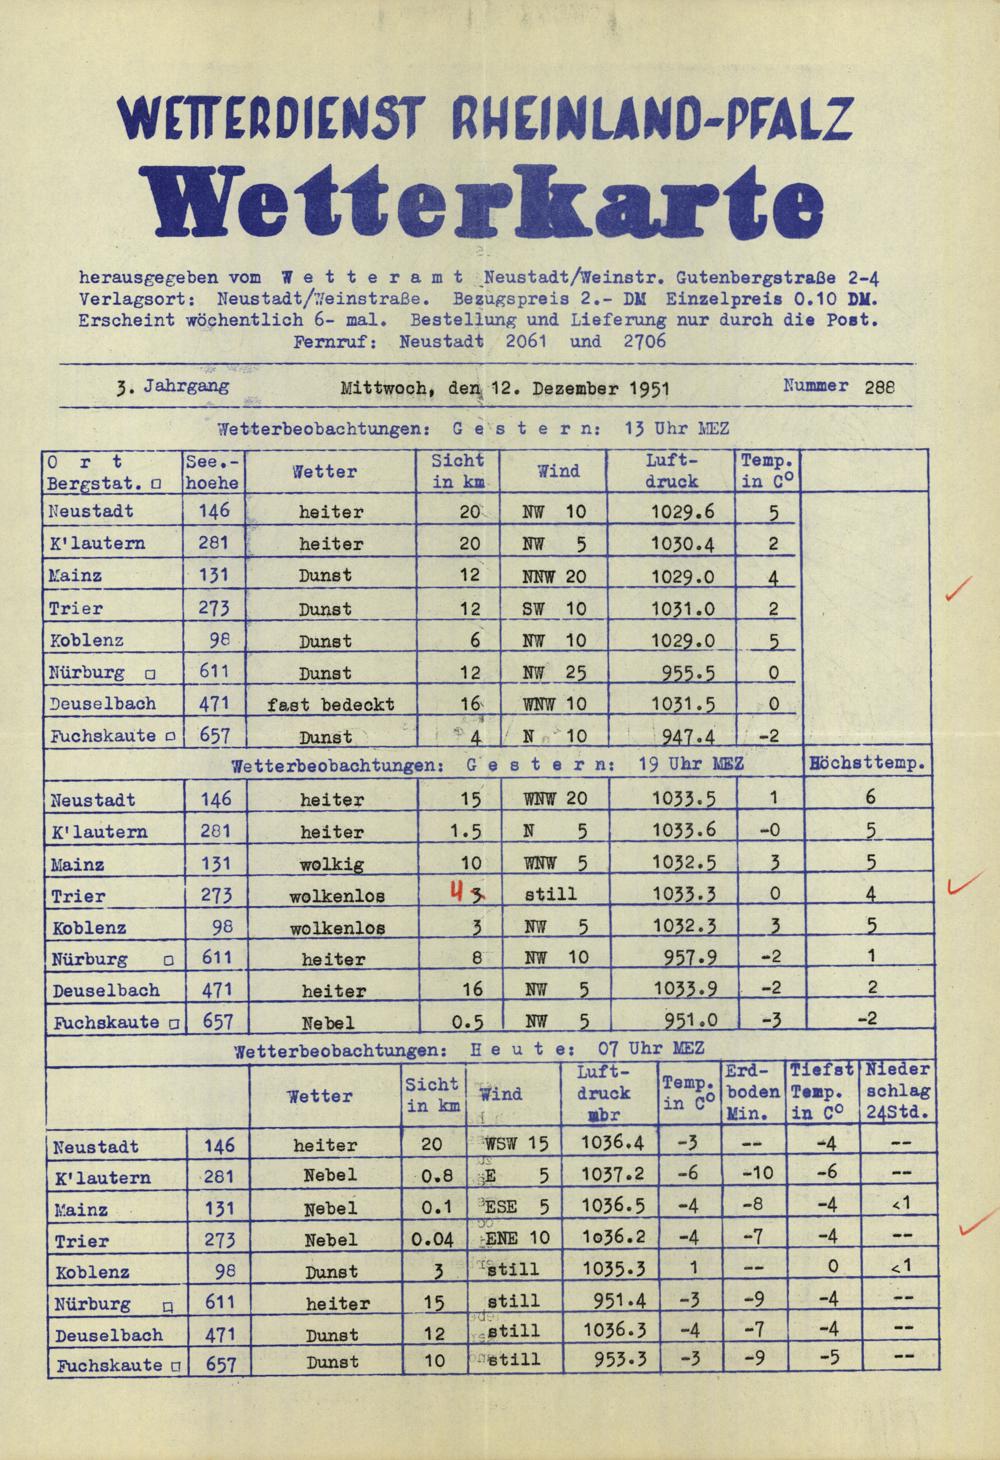 WETTERDIENST RHEINLAND-PFALZ
Wetterkarte
herausgegeben vom W e t t e r a m t Neustadt/Weinstr. Gutenbergstraße 2-4
Verlagsort: Neustadt/Weinstraße. Bezugspreis 2.- DM Einzelpreis 0.10 DM.
Erscheint wöchentlich 6- mal. Bestellung und Lieferung nur durch die Post.
Fernruf: Neustadt 2061 und 2706
3. Jahrgang Mittwoch, den 12. Dezember 1951 Nummer 288
Wetterbeobachtungen: G e s t e r n: 13 Uhr MEZ
O r t See.- Wetter Sicht Wind Luft- Temp.
Bergstat. □ hoehe in km druck in C°
Neustadt 146 heiter 20 NW 10 1029.6 5
K'lautern 281 heiter 20 NW 5 1030.4 2
Mainz 131 Dunst 12 NNW 20 1029.0 4
Trier 273 Dunst 12 SW 10 1031.0 2
Koblenz 98 Dunst 6 NW 10 1029.0 5
Nürburg □ 611 Dunst 12 NW 25 955.5 0
Deuselbach 471 fast bedeckt 16 WNW 10 1031.5 0
Fuchskaute □ 657 Dunst 4 N 10 947.4 -2
Wetterbeobachtungen: G e s t e r n: 19 Uhr MEZ Höchsttemp.
Neustadt 146 heiter 15 WNW 20 1033.5 1 6
K'lautern 281 heiter 1.5 N 5 1033.6 -0 5
Mainz 131 wolkig 10 WNW 5 1032.5 3 5
Trier 273 wolkenlos 4 3 still 1033.3 0 4
Koblenz 98 wolkenlos 3 NW 5 1032.3 3 5
Nürburg □ 611 heiter 8 NW 10 957.9 -2 1
Deuselbach 471 heiter 16 NW 5 1033.9 -2 2
Fuchskaute □ 657 Nebel 0.5 NW 5 951.0 -3 -2
Wetterbeobachtungen: H e u t e: 07 Uhr MEZ
Wetter Sicht Wind Luft- Temp. Erd- Tiefst Nieder
in km druck in C° boden Temp. schlag
mbr Min. in C° 24Std.
Neustadt 146 heiter 20 WSW 15 1036.4 -3 -- -4 --
K'lautern 281 Nebel 0.8 E 5 1037.2 -6 -10 -6 --
Mainz 131 Nebel 0.1 ESE 5 1036.5 -4 -8 -4 <1
Trier 273 Nebel 0.04 ENE 10 1036.2 -4 -7 -4 --
Koblenz 98 Dunst 3 still 1035.3 1 -- 0 <1
Nürburg □ 611 heiter 15 still 951.4 -3 -9 -4 --
Deuselbach 471 Dunst 12 still 1036.3 -4 -7 -4 --
Fuchskaute □ 657 Dunst 10 still 953.3 -3 -9 -5 --